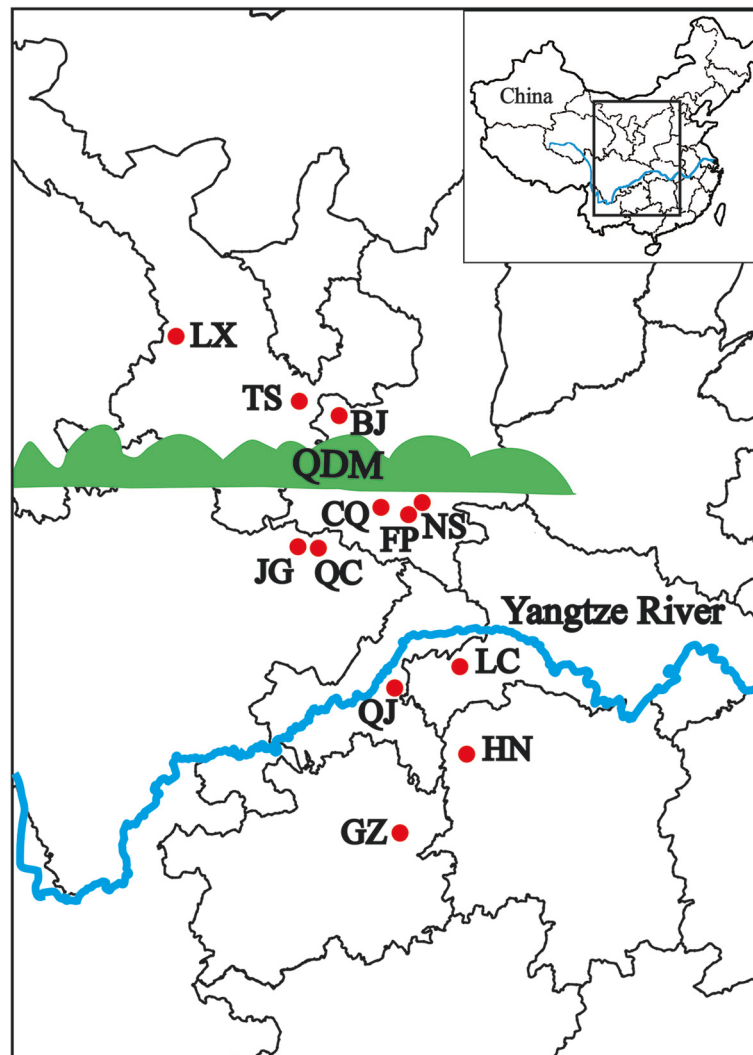 China
LX
TS
BJ
QDM
CQ
NS
FP
JG
QC
Yangtze River
LC
QJ
HN
GZ